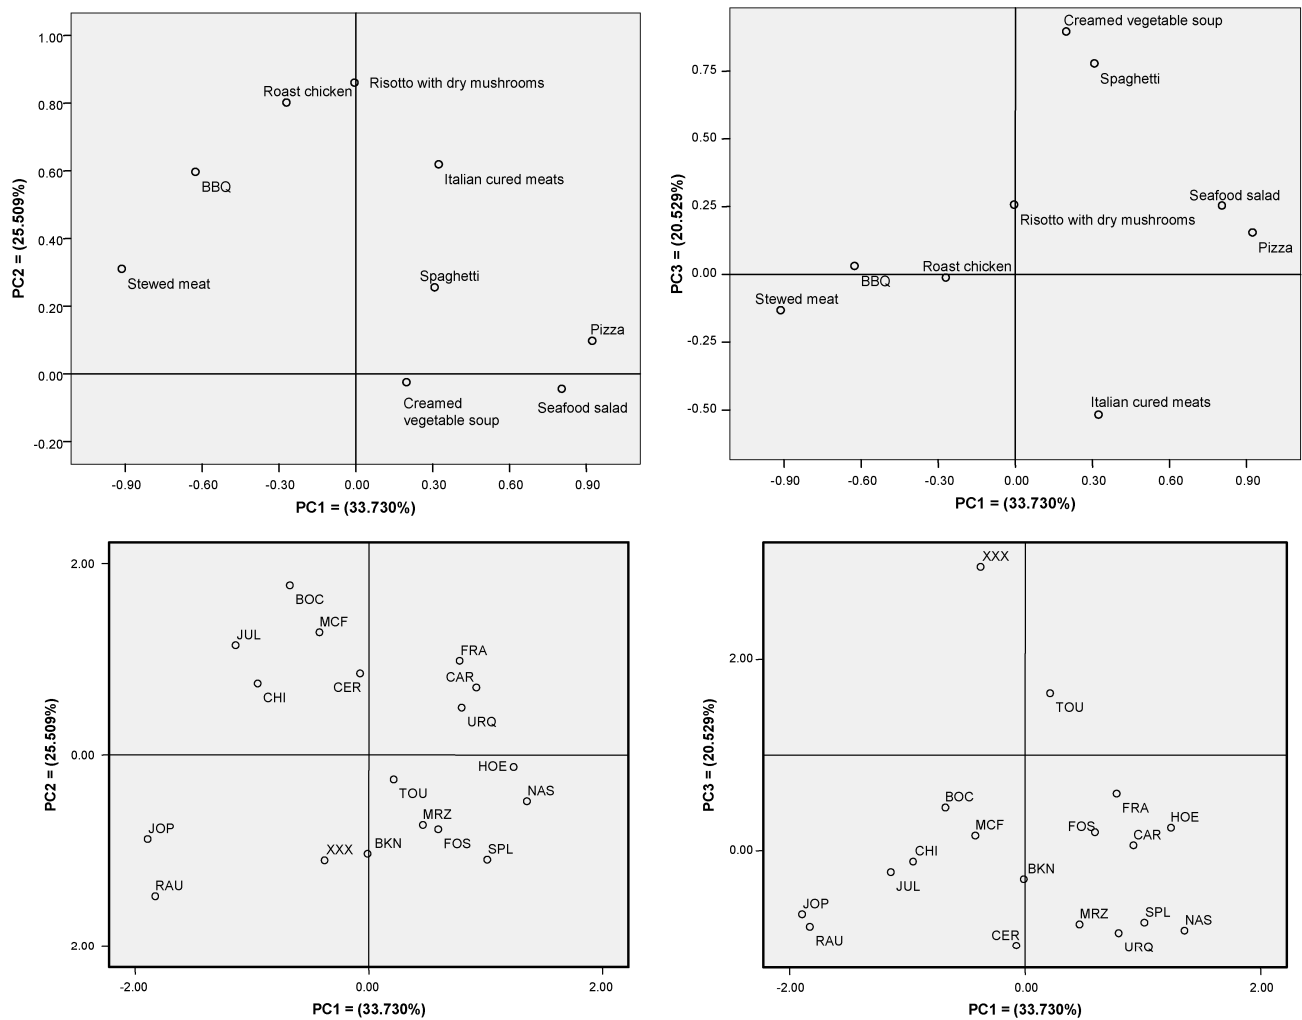 1.00
0.80
0.60
0.40
0.20
0.00
-0.20
PC2 = (25.509%)
Risotto with dry mushrooms
Roast chicken
Italian cured meats
BBQ
Stewed meat
Spaghetti
Pizza
Creamed
vegetable soup
Seafood salad
-0.90
-0.60
-0.30
0.00
0.30
0.60
0.90
PC1 = (33.730%)
0.75
0.50
0.25
0.00
-0.25
-0.50
PC3 = (20.529%)
Creamed vegetable soup
Spaghetti
Seafood salad
Risotto with dry mushrooms
Pizza
Roast chicken
BBQ
Stewed meat
Italian cured meats
-0.90
-0.60
-0.30
0.00
0.30
0.60
0.90
PC1 = (33.730%)
2.00
0.00
2.00
PC2 = (25.509%)
BOC
MCF
JUL
FRA
CAR
CER
CHI
URQ
HOE
NAS
TOU
MRZ
JOP
FOS
BKN
XXX
SPL
RAU
-2.00
0.00
2.00
PC1 = (33.730%)
2.00
0.00
PC3 = (20.529%)
XXX
TOU
BOC
FRA
HOE
MCF
FOS
CAR
CHI
BKN
JUL
JOP
MRZ
SPL
NAS
RAU
CER
URQ
-2.00
0.00
2.00
PC1 = (33.730%)